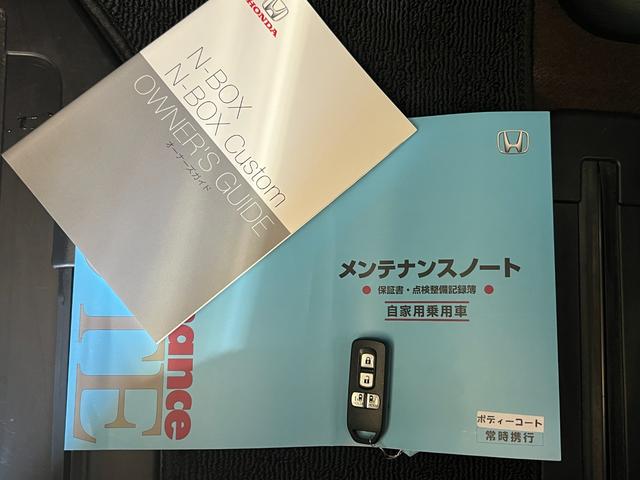 HONDA
N-BOX
N-BOX Custom
OWNER'S GUIDE
オーナーズガイド
メンテナンスノート
保証書・点検整備記録簿
自家用乗用車
ボディーコート
常時携行